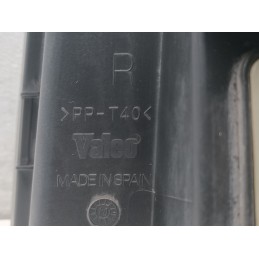 R
>PP-T40<
Valeo
MADE IN SPAIN